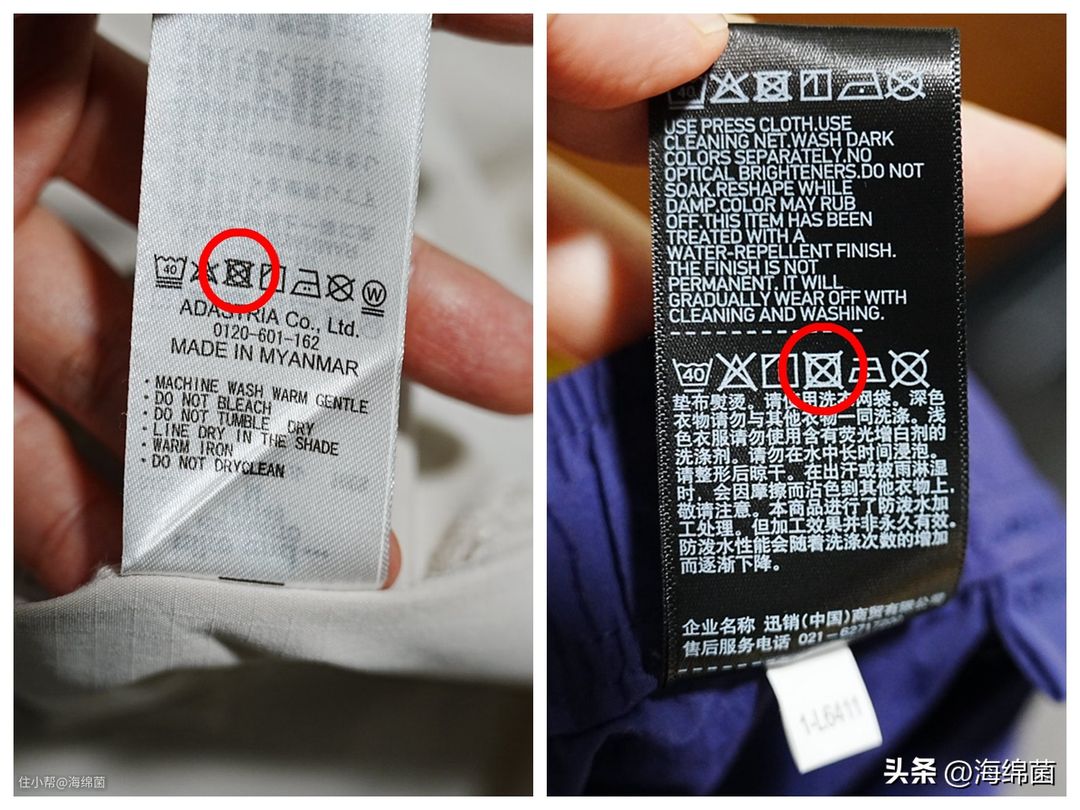 40
W
ADASTRIA Co., Ltd.
0120-601-162
MADE IN MYANMAR
・MACHINE WASH WARM GENTLE
・DO NOT BLEACH
・DO NOT TUMBLE DRY
・LINE DRY IN THE SHADE
・WARM IRON
・DO NOT DRYCLEAN
住小帮@海绵菌
40
USE PRESS CLOTH.USE
CLEANING NET.WASH DARK
COLORS SEPARATELY.NO
OPTICAL BRIGHTENERS.DO NOT
SOAK.RESHAPE WHILE
DAMP.COLOR MAY RUB
OFF.THIS ITEM HAS BEEN
TREATED WITH A
WATER-REPELLENT FINISH.
THE FINISH IS NOT
PERMANENT. IT WILL
GRADUALLY WEAR OFF WITH
CLEANING AND WASHING.
40
垫布熨烫。请使用洗衣网袋。深色
衣物请勿与其他衣物一同洗涤。浅
色衣服请勿使用含有荧光增白剂的
洗涤剂。请勿在水中长时间浸泡。
请整形后晾干。在出汗或被雨淋湿
时，会因摩擦而沾色到其他衣物上，
敬请注意。本商品进行了防泼水加
工处理。但加工效果并非永久有效。
防泼水性能会随着洗涤次数的增加
而逐渐下降。
企业名称 迅销(中国)商贸有限公司
售后服务电话 021-
1-L6411
头条 @海绵菌